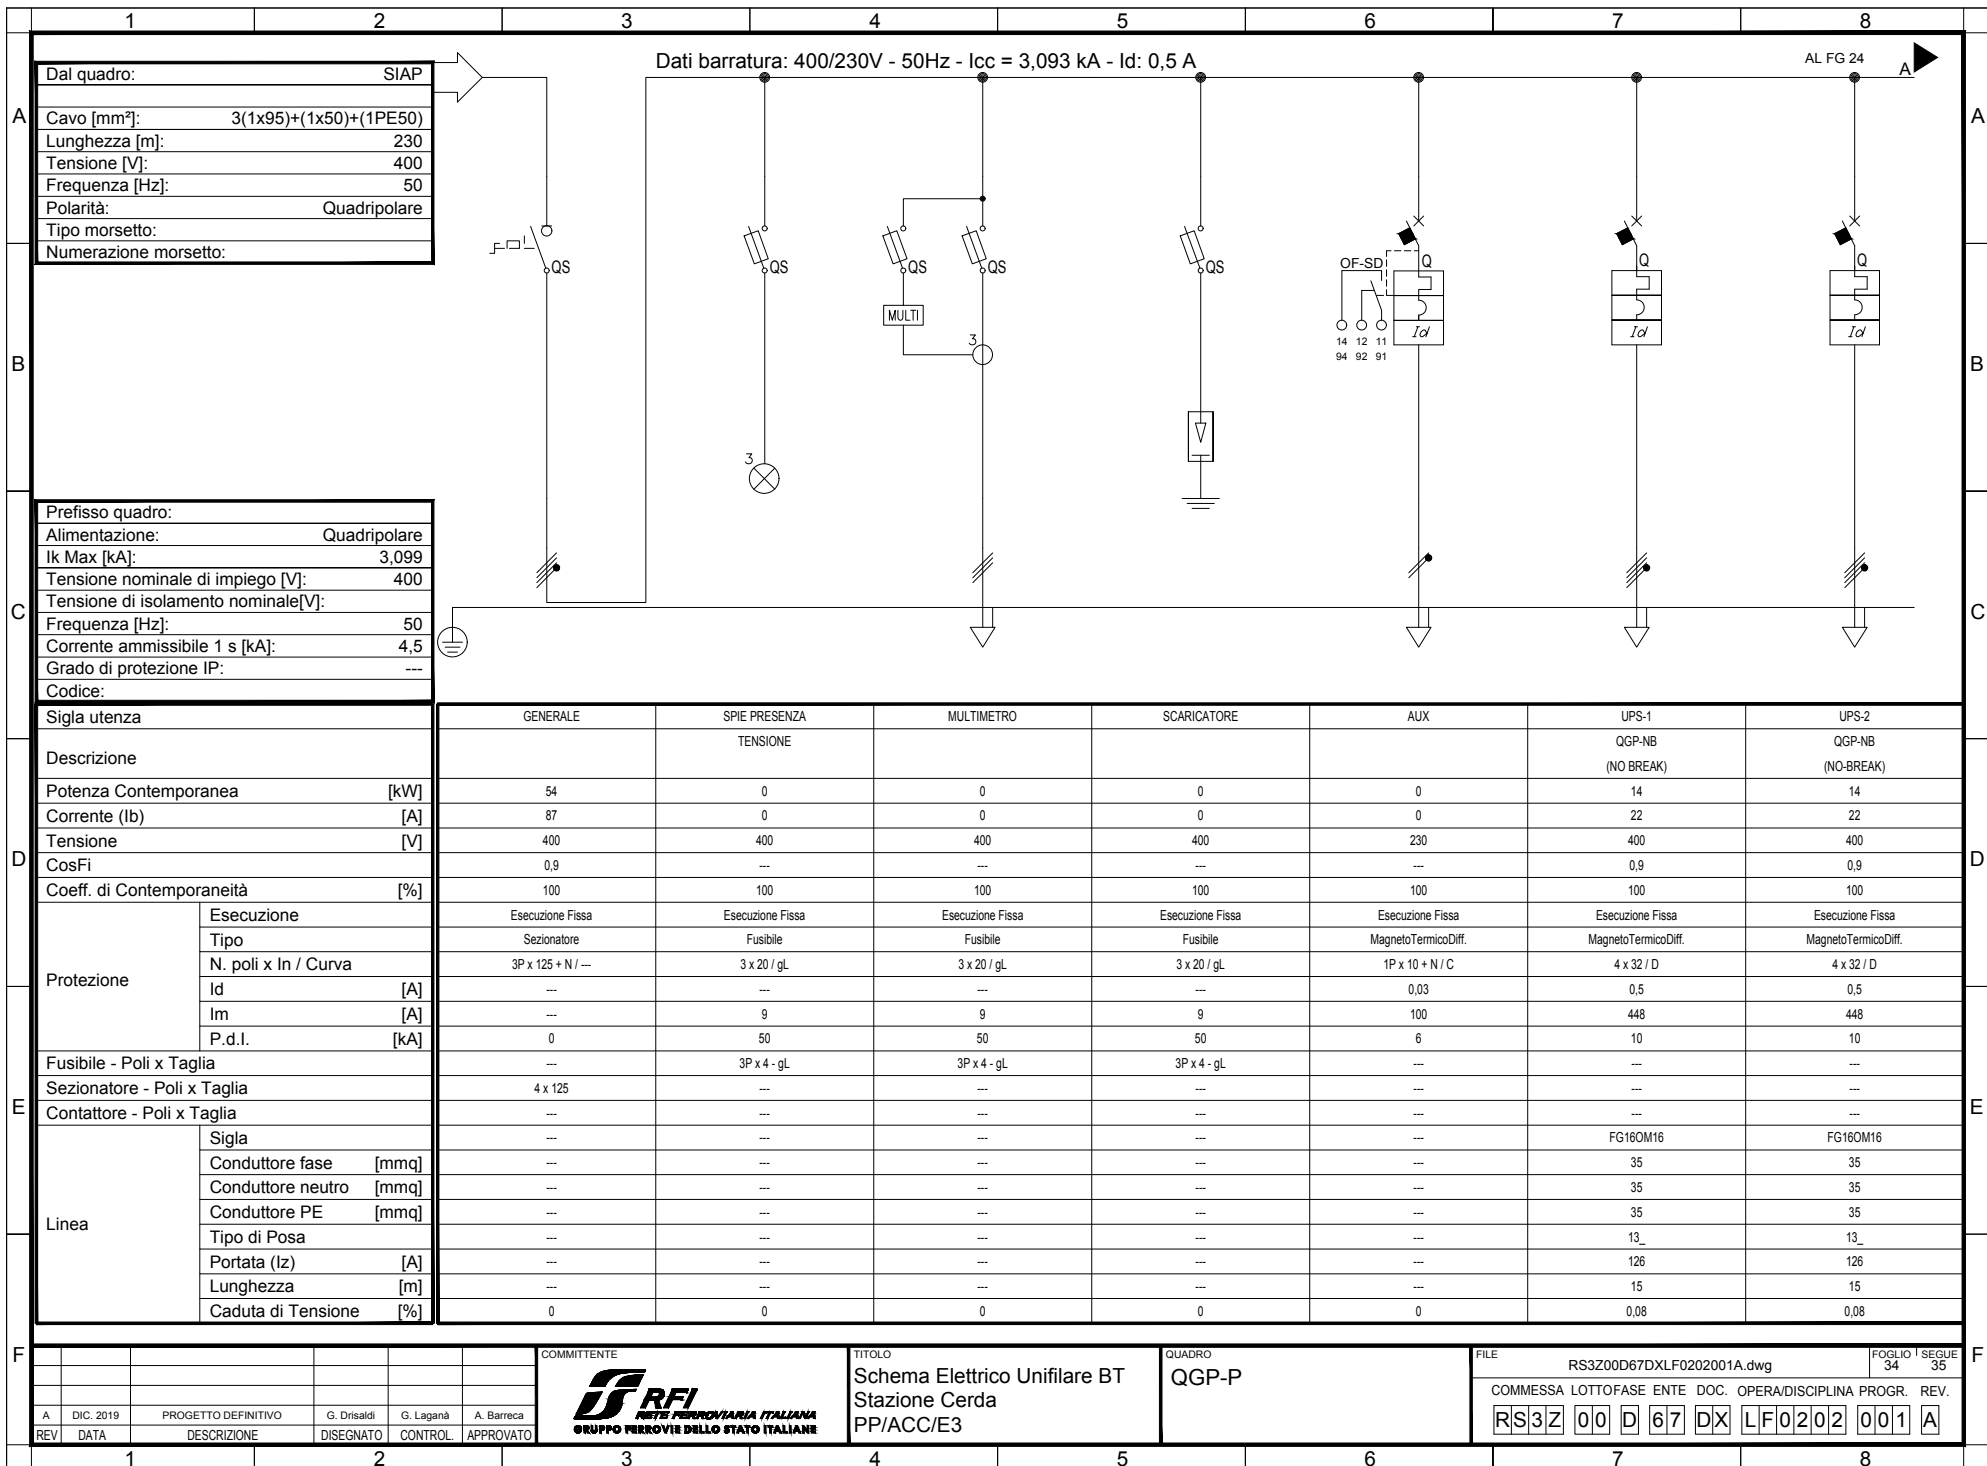 1 2 3 4 5 6 7 8
Dati barratura: 400/230V - 50Hz - Icc = 3,093 kA - Id: 0,5 A
AL FG 24
A
A A
B B
C C
D D
E E
F F
Dal quadro: SIAP
Cavo [mm²]: 3(1x95)+(1x50)+(1PE50)
Lunghezza [m]: 230
Tensione [V]: 400
Frequenza [Hz]: 50
Polarità: Quadripolare
Tipo morsetto:
Numerazione morsetto:
QS
QS
QS
QS
QS
OF-SD
Q
Q
Q
MULTI
3
3
Id
Id
Id
14 12 11
94 92 91
Prefisso quadro:
Alimentazione: Quadripolare
Ik Max [kA]: 3,099
Tensione nominale di impiego [V]: 400
Tensione di isolamento nominale[V]:
Frequenza [Hz]: 50
Corrente ammissibile 1 s [kA]: 4,5
Grado di protezione IP: ---
Codice:
Sigla utenza GENERALE SPIE PRESENZA MULTIMETRO SCARICATORE AUX UPS-1 UPS-2
Descrizione TENSIONE QGP-NB QGP-NB
(NO BREAK) (NO-BREAK)
Potenza Contemporanea [kW] 54 0 0 0 0 14 14
Corrente (Ib) [A] 87 0 0 0 0 22 22
Tensione [V] 400 400 400 400 230 400 400
CosFi 0,9 --- --- --- --- 0,9 0,9
Coeff. di Contemporaneità [%] 100 100 100 100 100 100 100
Protezione
Esecuzione Esecuzione Fissa Esecuzione Fissa Esecuzione Fissa Esecuzione Fissa Esecuzione Fissa Esecuzione Fissa Esecuzione Fissa
Tipo Sezionatore Fusibile Fusibile Fusibile MagnetoTermicoDiff. MagnetoTermicoDiff. MagnetoTermicoDiff.
N. poli x In / Curva 3P x 125 + N / --- 3 x 20 / gL 3 x 20 / gL 3 x 20 / gL 1P x 10 + N / C 4 x 32 / D 4 x 32 / D
Id [A] --- --- --- --- 0,03 0,5 0,5
Im [A] --- 9 9 9 100 448 448
P.d.I. [kA] 0 50 50 50 6 10 10
Fusibile - Poli x Taglia --- 3P x 4 - gL 3P x 4 - gL 3P x 4 - gL --- --- ---
Sezionatore - Poli x Taglia 4 x 125 --- --- --- --- --- ---
Contattore - Poli x Taglia --- --- --- --- --- --- ---
Linea
Sigla --- --- --- --- --- FG16OM16 FG16OM16
Conduttore fase [mmq] --- --- --- --- --- 35 35
Conduttore neutro [mmq] --- --- --- --- --- 35 35
Conduttore PE [mmq] --- --- --- --- --- 35 35
Tipo di Posa --- --- --- --- --- 13_ 13_
Portata (Iz) [A] --- --- --- --- --- 126 126
Lunghezza [m] --- --- --- --- --- 15 15
Caduta di Tensione [%] 0 0 0 0 0 0,08 0,08
A DIC. 2019 PROGETTO DEFINITIVO G. Drisaldi G. Laganà A. Barreca
REV DATA DESCRIZIONE DISEGNATO CONTROL. APPROVATO
COMMITTENTE
RFI
RETE FERROVIARIA ITALIANA
GRUPPO FERROVIE DELLO STATO ITALIANE
TITOLO
Schema Elettrico Unifilare BT
Stazione Cerda
PP/ACC/E3
QUADRO
QGP-P
FILE
RS3Z00D67DXLF0202001A.dwg
FOGLIO SEGUE
34 35
COMMESSA LOTTO FASE ENTE DOC. OPERA/DISCIPLINA PROGR. REV.
RS3Z 00 D 67 DX LF0202 001 A
1 2 3 4 5 6 7 8